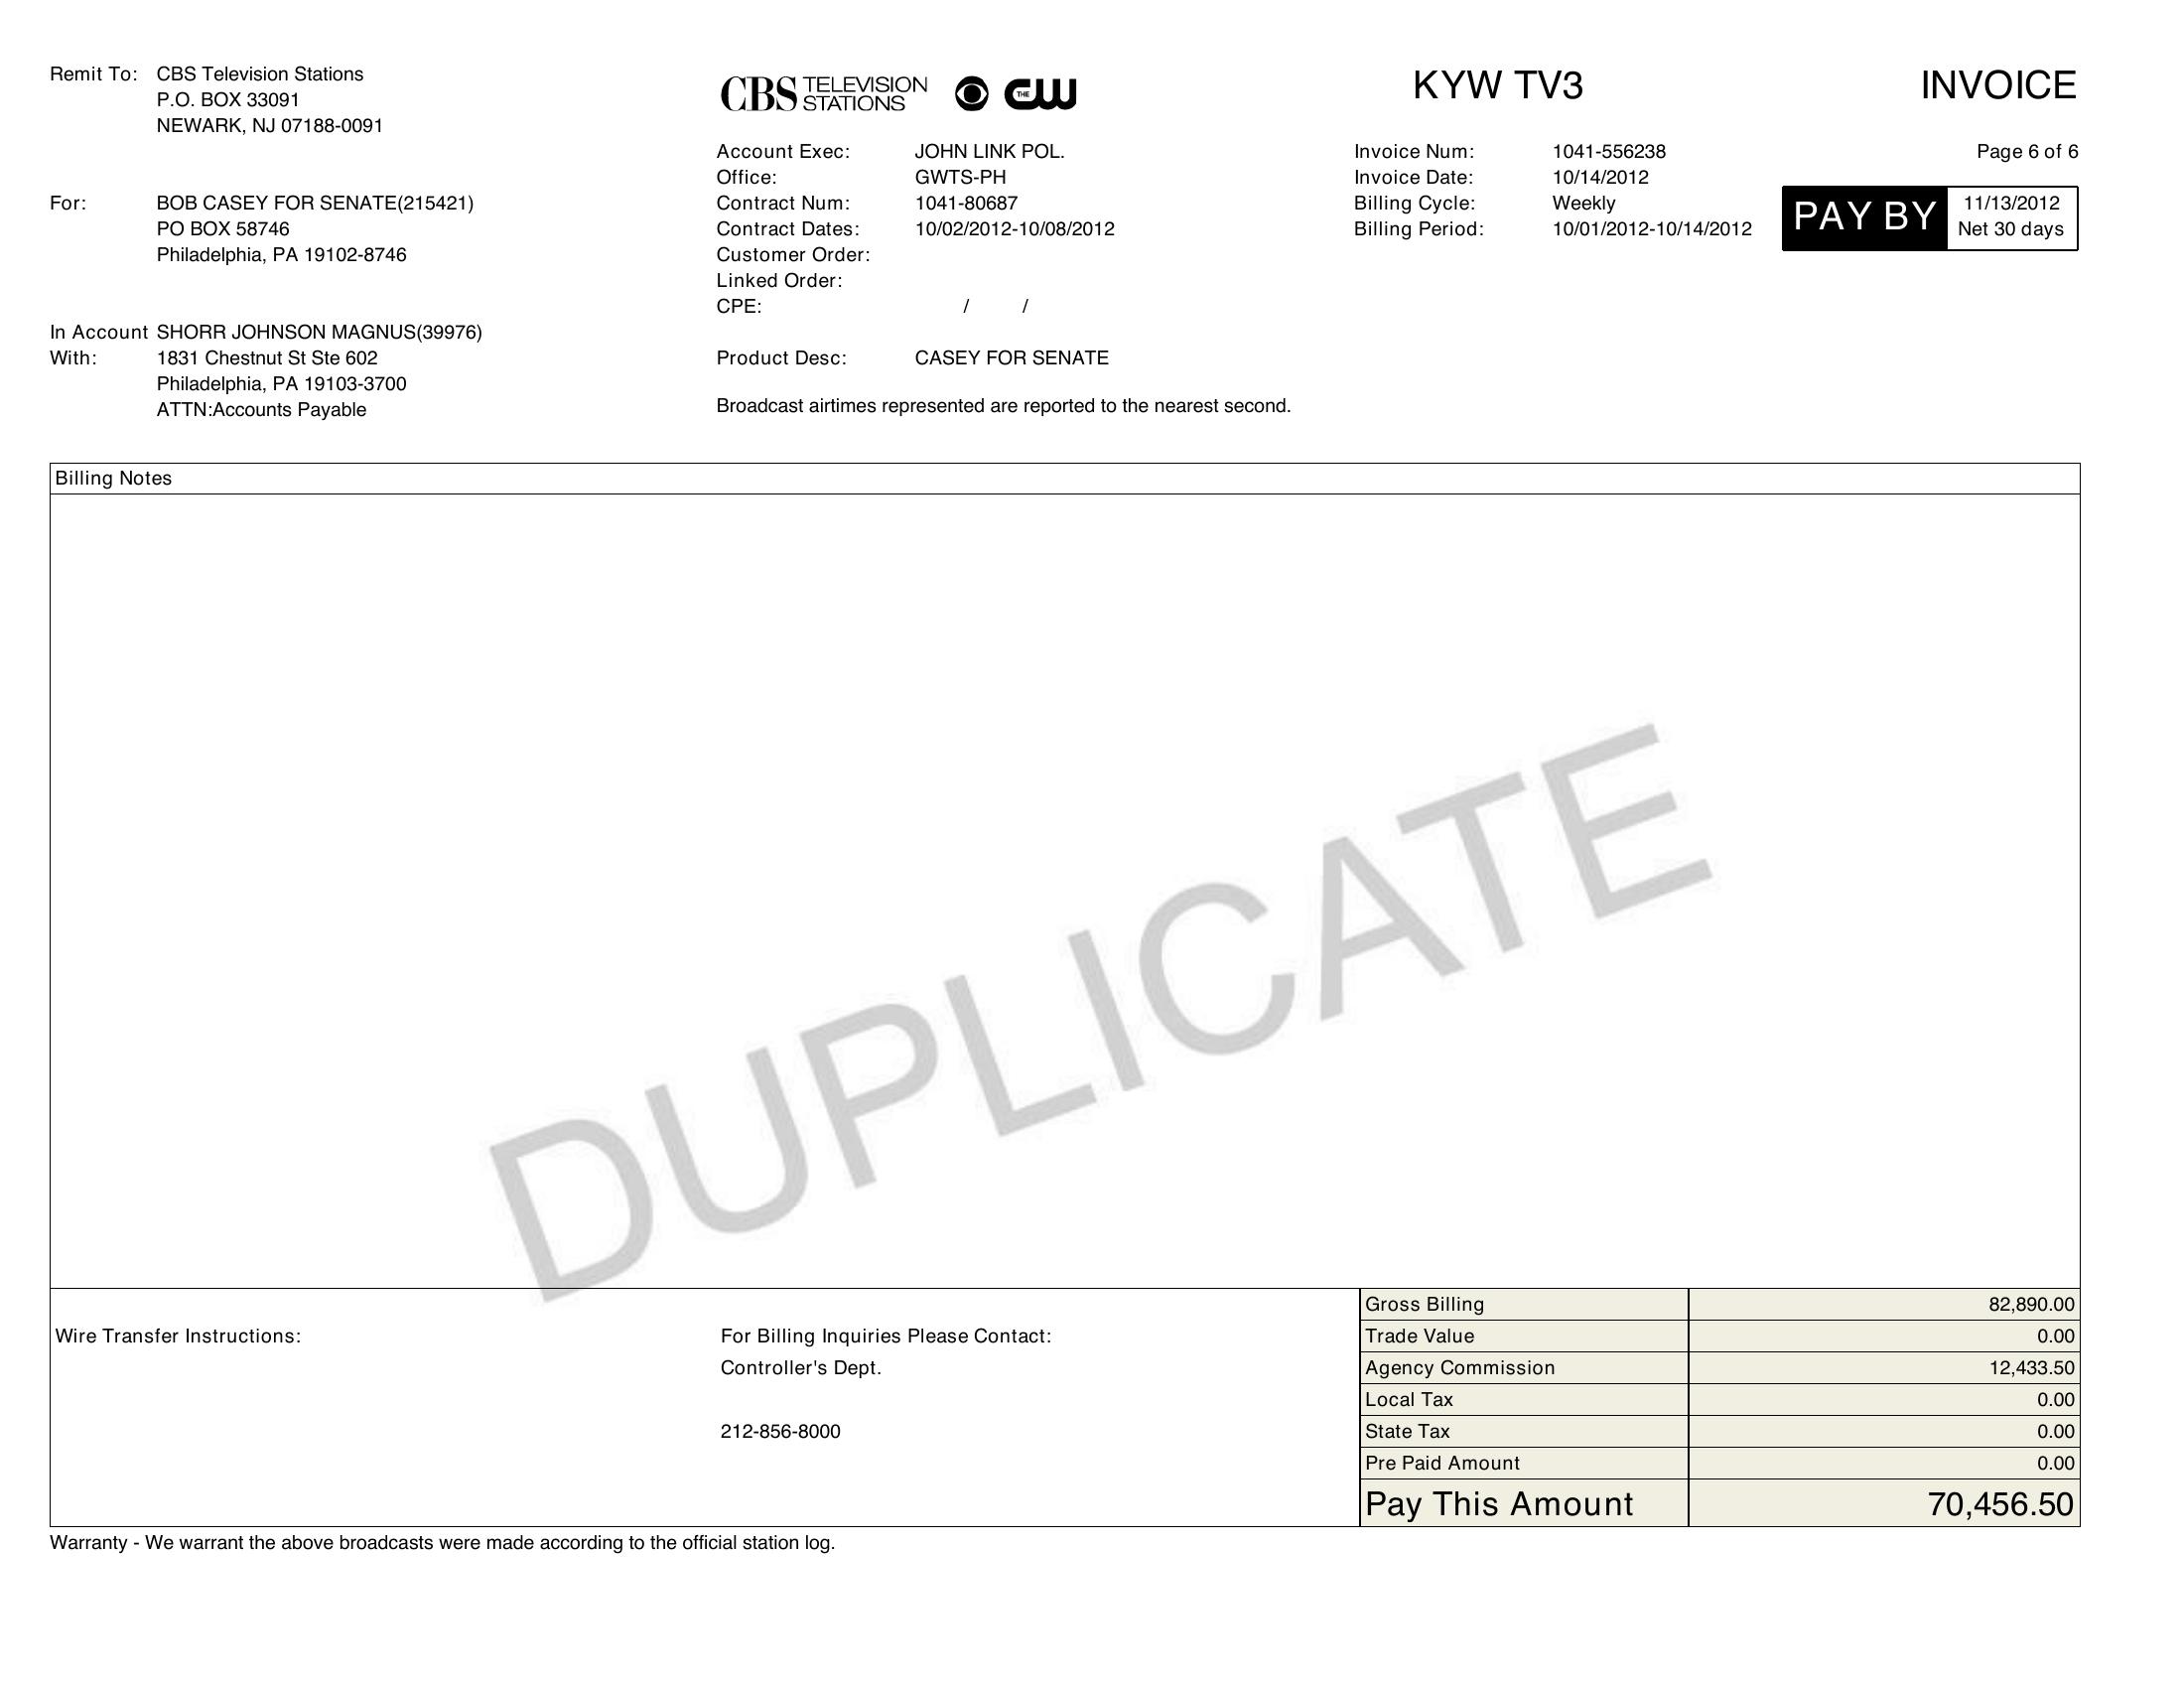 Remit To: CBS Television Stations
P.O. BOX 33091
NEWARK, NJ 07188-0091
For: BOB CASEY FOR SENATE(215421)
PO BOX 58746
Philadelphia, PA 19102-8746
In Account SHORR JOHNSON MAGNUS(39976)
With: 1831 Chestnut St Ste 602
Philadelphia, PA 19103-3700
ATTN:Accounts Payable
CBS TELEVISION STATIONS THE CW
Account Exec: JOHN LINK POL.
Office: GWTS-PH
Contract Num: 1041-80687
Contract Dates: 10/02/2012-10/08/2012
Customer Order:
Linked Order:
CPE: / /
Product Desc: CASEY FOR SENATE
Broadcast airtimes represented are reported to the nearest second.
KYW TV3
INVOICE
Invoice Num: 1041-556238
Invoice Date: 10/14/2012
Billing Cycle: Weekly
Billing Period: 10/01/2012-10/14/2012
Page 6 of 6
PAY BY
11/13/2012
Net 30 days
Billing Notes
DUPLICATE
Wire Transfer Instructions:
For Billing Inquiries Please Contact:
Controller's Dept.
212-856-8000
Gross Billing 82,890.00
Trade Value 0.00
Agency Commission 12,433.50
Local Tax 0.00
State Tax 0.00
Pre Paid Amount 0.00
Pay This Amount 70,456.50
Warranty - We warrant the above broadcasts were made according to the official station log.